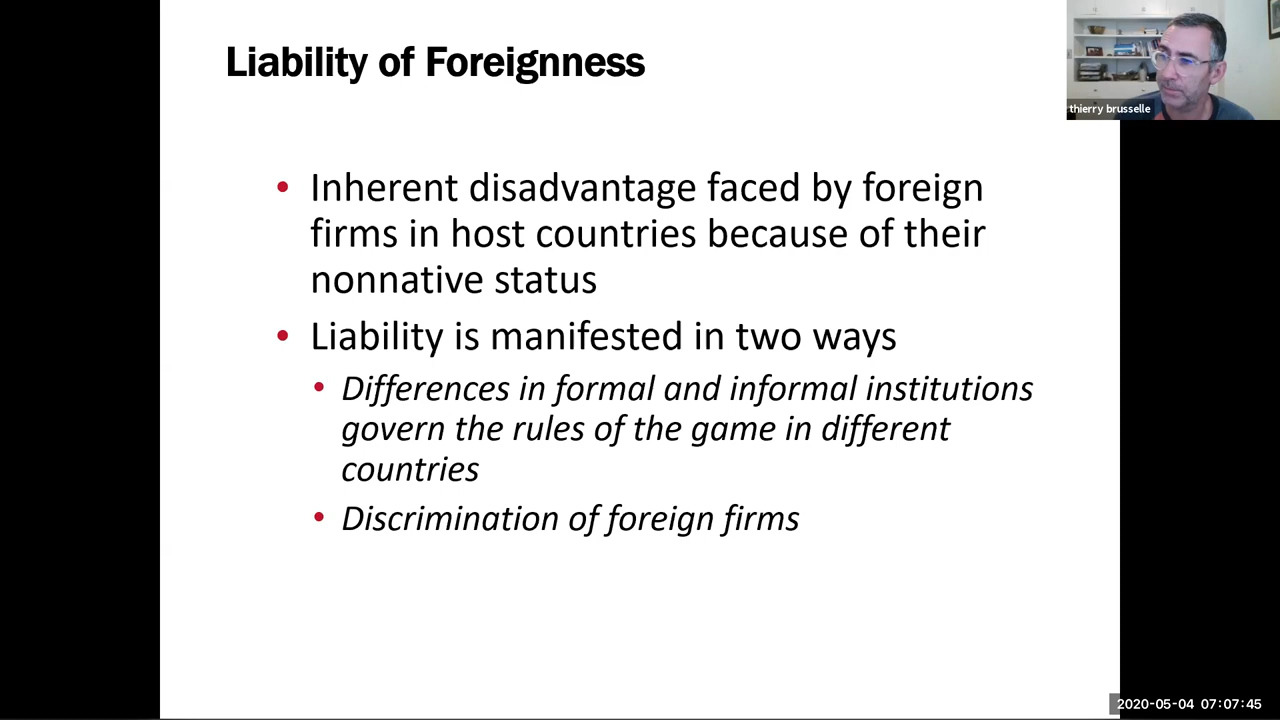 Liability of Foreignness
thierry brusselle
• Inherent disadvantage faced by foreign
firms in host countries because of their
nonnative status
• Liability is manifested in two ways
• Differences in formal and informal institutions
govern the rules of the game in different
countries
• Discrimination of foreign firms
2020-05-04 07:07:45